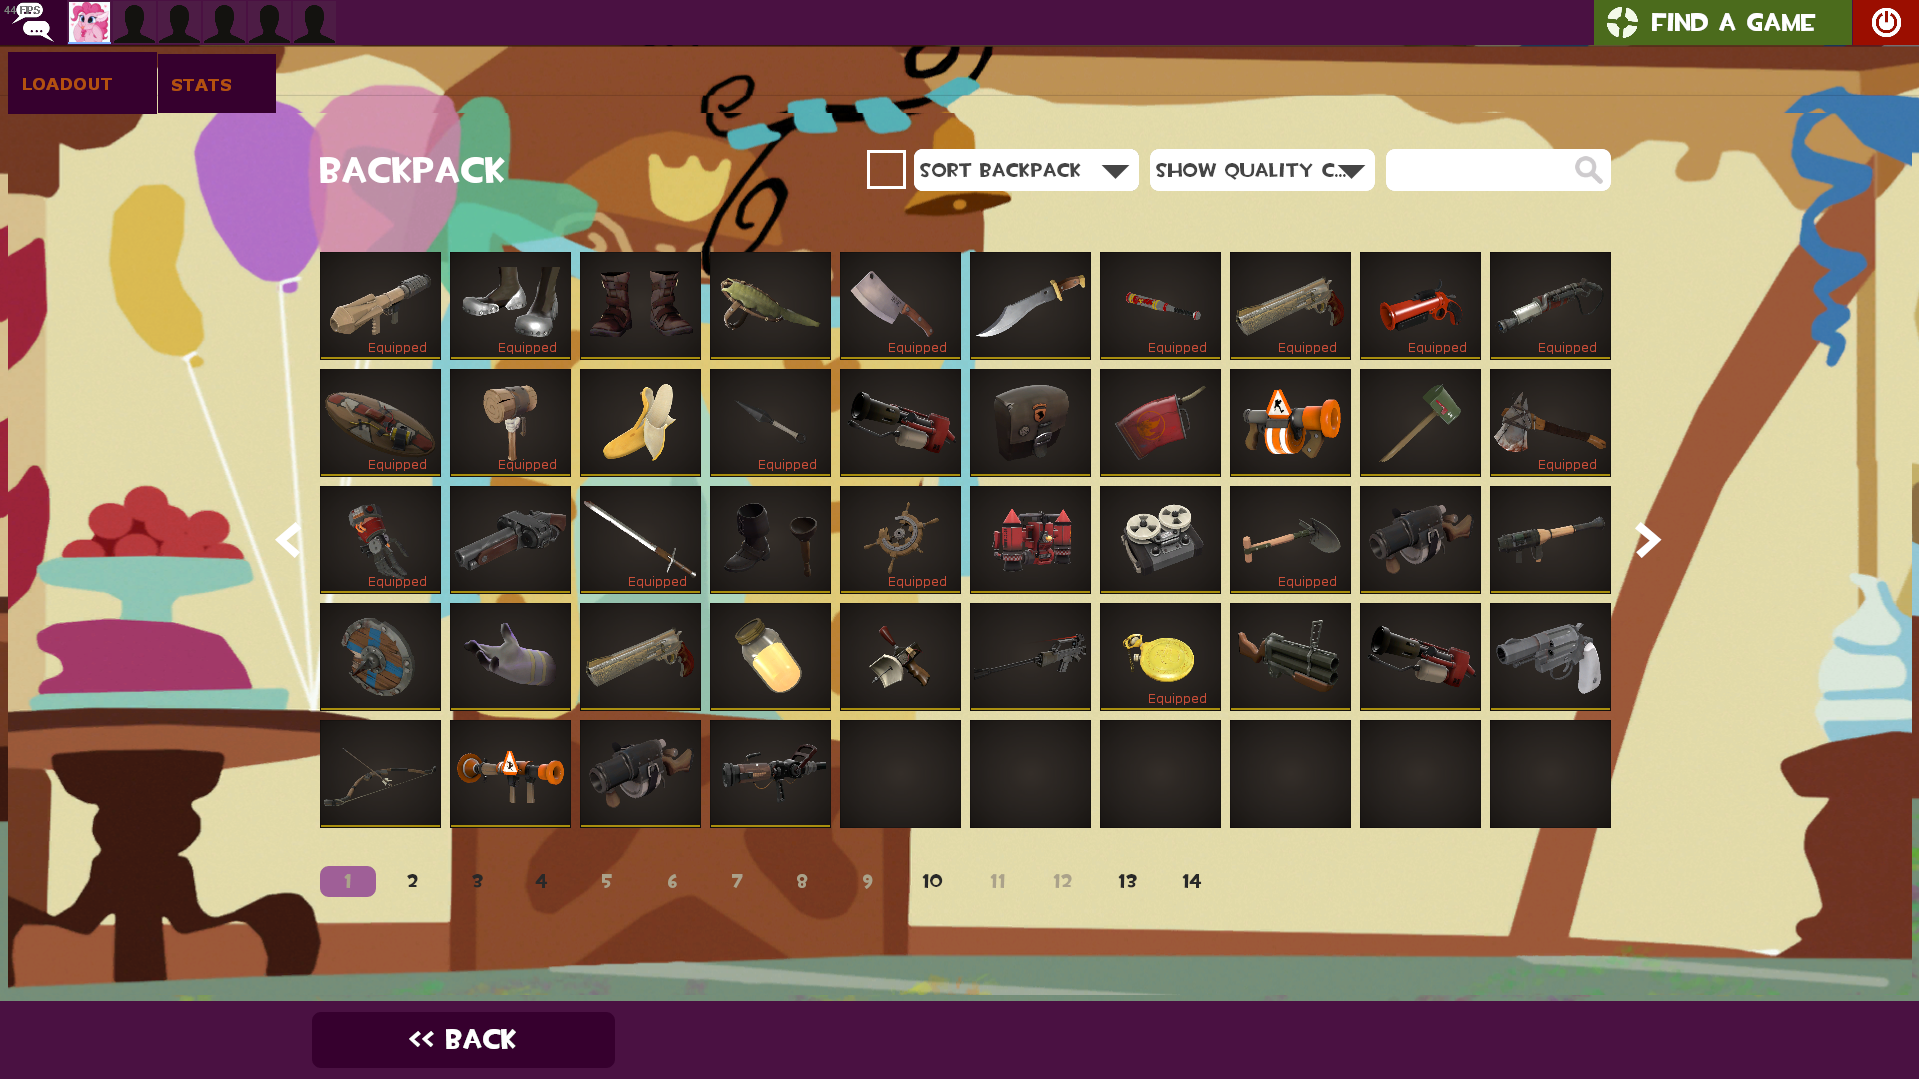 44 FPS
FIND A GAME
LOADOUT STATS
BACKPACK
SORT BACKPACK
SHOW QUALITY C...
Equipped Equipped Equipped Equipped Equipped Equipped Equipped
Equipped Equipped Equipped Equipped
Equipped Equipped Equipped Equipped
Equipped
1 2 3 4 5 6 7 8 9 10 11 12 13 14
<< BACK